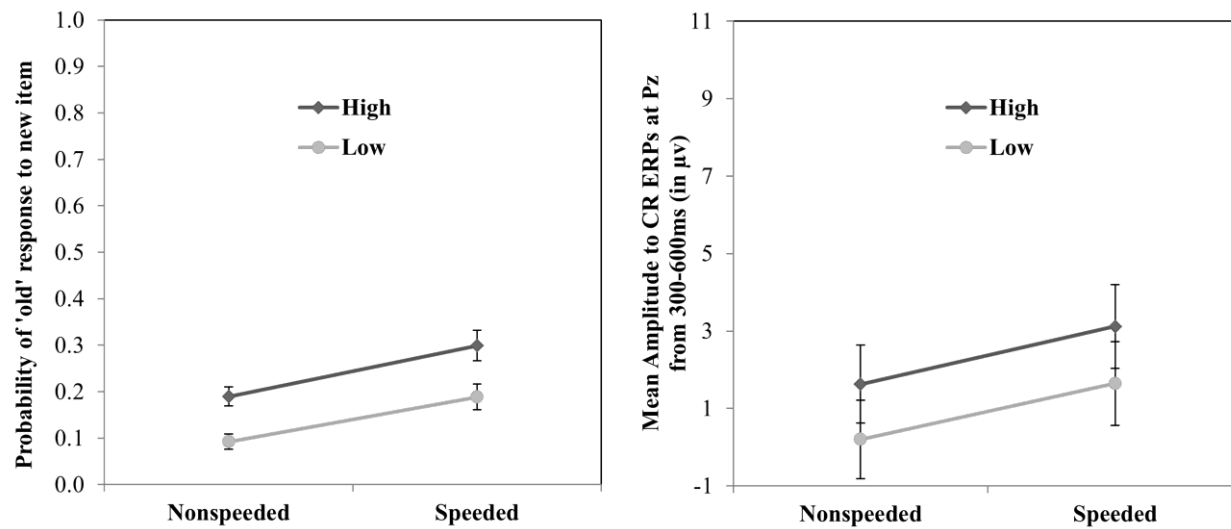 Probability of 'old' response to new item
1.0
0.9
0.8
0.7
0.6
0.5
0.4
0.3
0.2
0.1
0.0
High
Low
Nonspeeded
Speeded
Mean Amplitude to CR ERPs at Pz
from 300-600ms (in µv)
11
9
7
5
3
1
-1
High
Low
Nonspeeded
Speeded